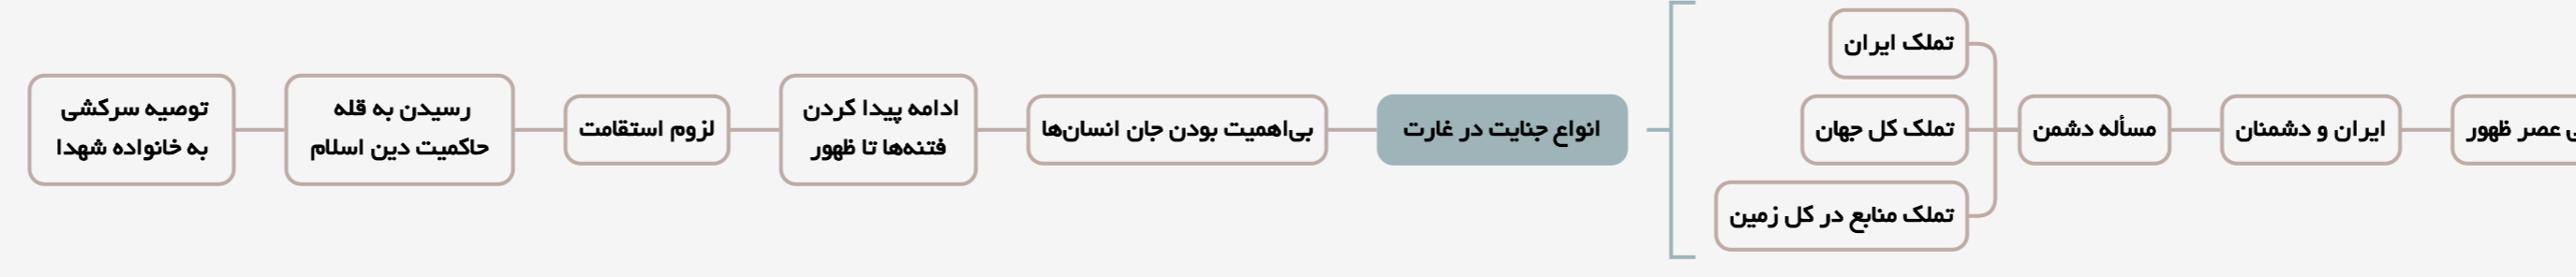 عصر ظهور
ایران و دشمنان
مسأله دشمن
تملک ایران
تملک کل جهان
تملک منابع در کل زمین
انواع جنایت در غارت
بی‌اهمیت بودن جان انسان‌ها
ادامه پیدا کردن
فتنه‌ها تا ظهور
لزوم استقامت
رسیدن به قله
حاکمیت دین اسلام
توصیه سرکشی
به خانواده شهدا